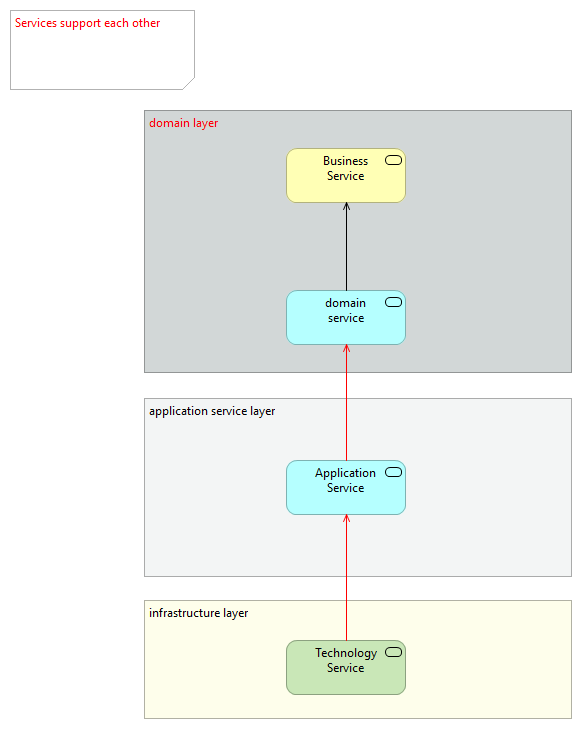 Services support each other
domain layer
Business
Service
domain
service
application service layer
Application
Service
infrastructure layer
Technology
Service